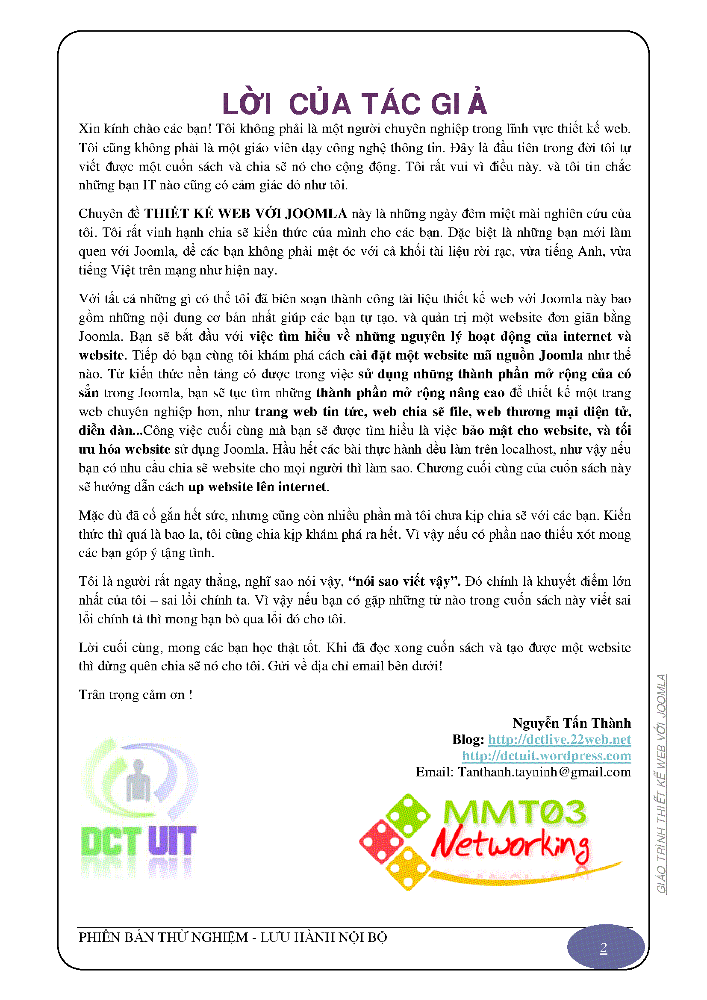 LỜI CỦA TÁC GIẢ
Xin kính chào các bạn! Tôi không phải là một người chuyên nghiệp trong lĩnh vực thiết kế web.
Tôi cũng không phải là một giáo viên dạy công nghệ thông tin. Đây là đầu tiên trong đời tôi tự
viết được một cuốn sách và chia sẽ nó cho cộng động. Tôi rất vui vì điều này, và tôi tin chắc
những bạn IT nào cũng có cảm giác đó như tôi.
Chuyên đề THIẾT KẾ WEB VỚI JOOMLA này là những ngày đêm miệt mài nghiên cứu của
tôi. Tôi rất vinh hạnh chia sẽ kiến thức của mình cho các bạn. Đặc biệt là những bạn mới làm
quen với Joomla, để các bạn không phải mệt óc với cả khối tài liệu rời rạc, vừa tiếng Anh, vừa
tiếng Việt trên mạng như hiện nay.
Với tất cả những gì có thể tôi đã biên soạn thành công tài liệu thiết kế web với Joomla này bao
gồm những nội dung cơ bản nhất giúp các bạn tự tạo, và quản trị một website đơn giãn bằng
Joomla. Bạn sẽ bắt đầu với việc tìm hiểu về những nguyên lý hoạt động của internet và
website. Tiếp đó bạn cùng tôi khám phá cách cài đặt một website mã nguồn Joomla như thế
nào. Từ kiến thức nền tảng có được trong việc sử dụng những thành phần mở rộng của có
sẳn trong Joomla, bạn sẽ tục tìm những thành phần mở rộng nâng cao để thiết kế một trang
web chuyên nghiệp hơn, như trang web tin tức, web chia sẽ file, web thương mại điện tử,
diễn đàn...Công việc cuối cùng mà bạn sẽ được tìm hiểu là việc bảo mật cho website, và tối
ưu hóa website sử dụng Joomla. Hầu hết các bài thực hành đều làm trên localhost, như vậy nếu
bạn có nhu cầu chia sẽ website cho mọi người thì làm sao. Chương cuối cùng của cuốn sách này
sẽ hướng dẫn cách up website lên internet.
Mặc dù đã cố gắn hết sức, nhưng cũng còn nhiều phần mà tôi chưa kịp chia sẽ với các bạn. Kiến
thức thì quá là bao la, tôi cũng chia kịp khám phá ra hết. Vì vậy nếu có phần nao thiếu xót mong
các bạn góp ý tặng tình.
Tôi là người rất ngay thẳng, nghĩ sao nói vậy, “nói sao viết vậy”. Đó chính là khuyết điểm lớn
nhất của tôi – sai lổi chính ta. Vì vậy nếu bạn có gặp những từ nào trong cuốn sách này viết sai
lổi chính tả thì mong bạn bỏ qua lổi đó cho tôi.
Lời cuối cùng, mong các bạn học thật tốt. Khi đã đọc xong cuốn sách và tạo được một website
thì đừng quên chia sẽ nó cho tôi. Gửi về địa chỉ email bên dưới!
Trân trọng cảm ơn !
Nguyễn Tấn Thành
Blog: http://dctlive.22web.net
http://dctuit.wordpress.com
Email: Tanthanh.tayninh@gmail.com
DCT UIT
MMT03
Networking
GIÁO TRÌNH THIẾT KẾ WEB VỚI JOOMLA
PHIÊN BẢN THỬ NGHIỆM - LƯU HÀNH NỘI BỘ
2